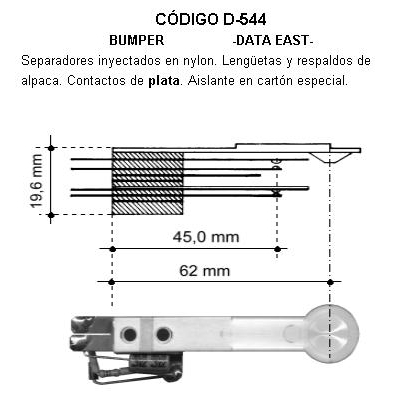 CÓDIGO D-544
BUMPER -DATA EAST-
Separadores inyectados en nylon. Lengüetas y respaldos de
alpaca. Contactos de plata. Aislante en cartón especial.
19,6 mm
45,0 mm
62 mm